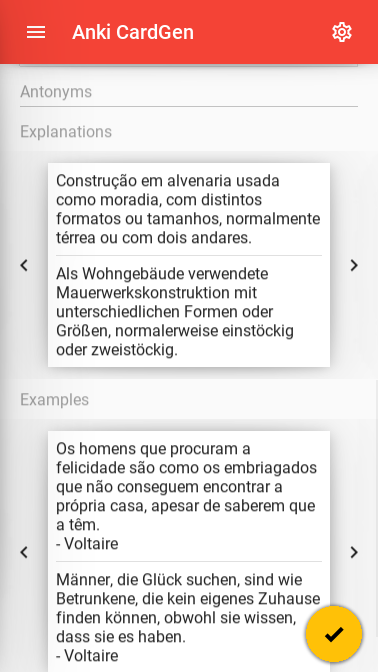 Anki CardGen
Antonyms
Explanations
Construção em alvenaria usada
como moradia, com distintos
formatos ou tamanhos, normalmente
térrea ou com dois andares.
Als Wohngebäude verwendete
Mauerwerkskonstruktion mit
unterschiedlichen Formen oder
Größen, normalerweise einstöckig
oder zweistöckig.
Examples
Os homens que procuram a
felicidade são como os embriagados
que não conseguem encontrar a
própria casa, apesar de saberem que
a têm.
- Voltaire
Männer, die Glück suchen, sind wie
Betrunkene, die kein eigenes Zuhause
finden können, obwohl sie wissen,
dass sie es haben.
- Voltaire